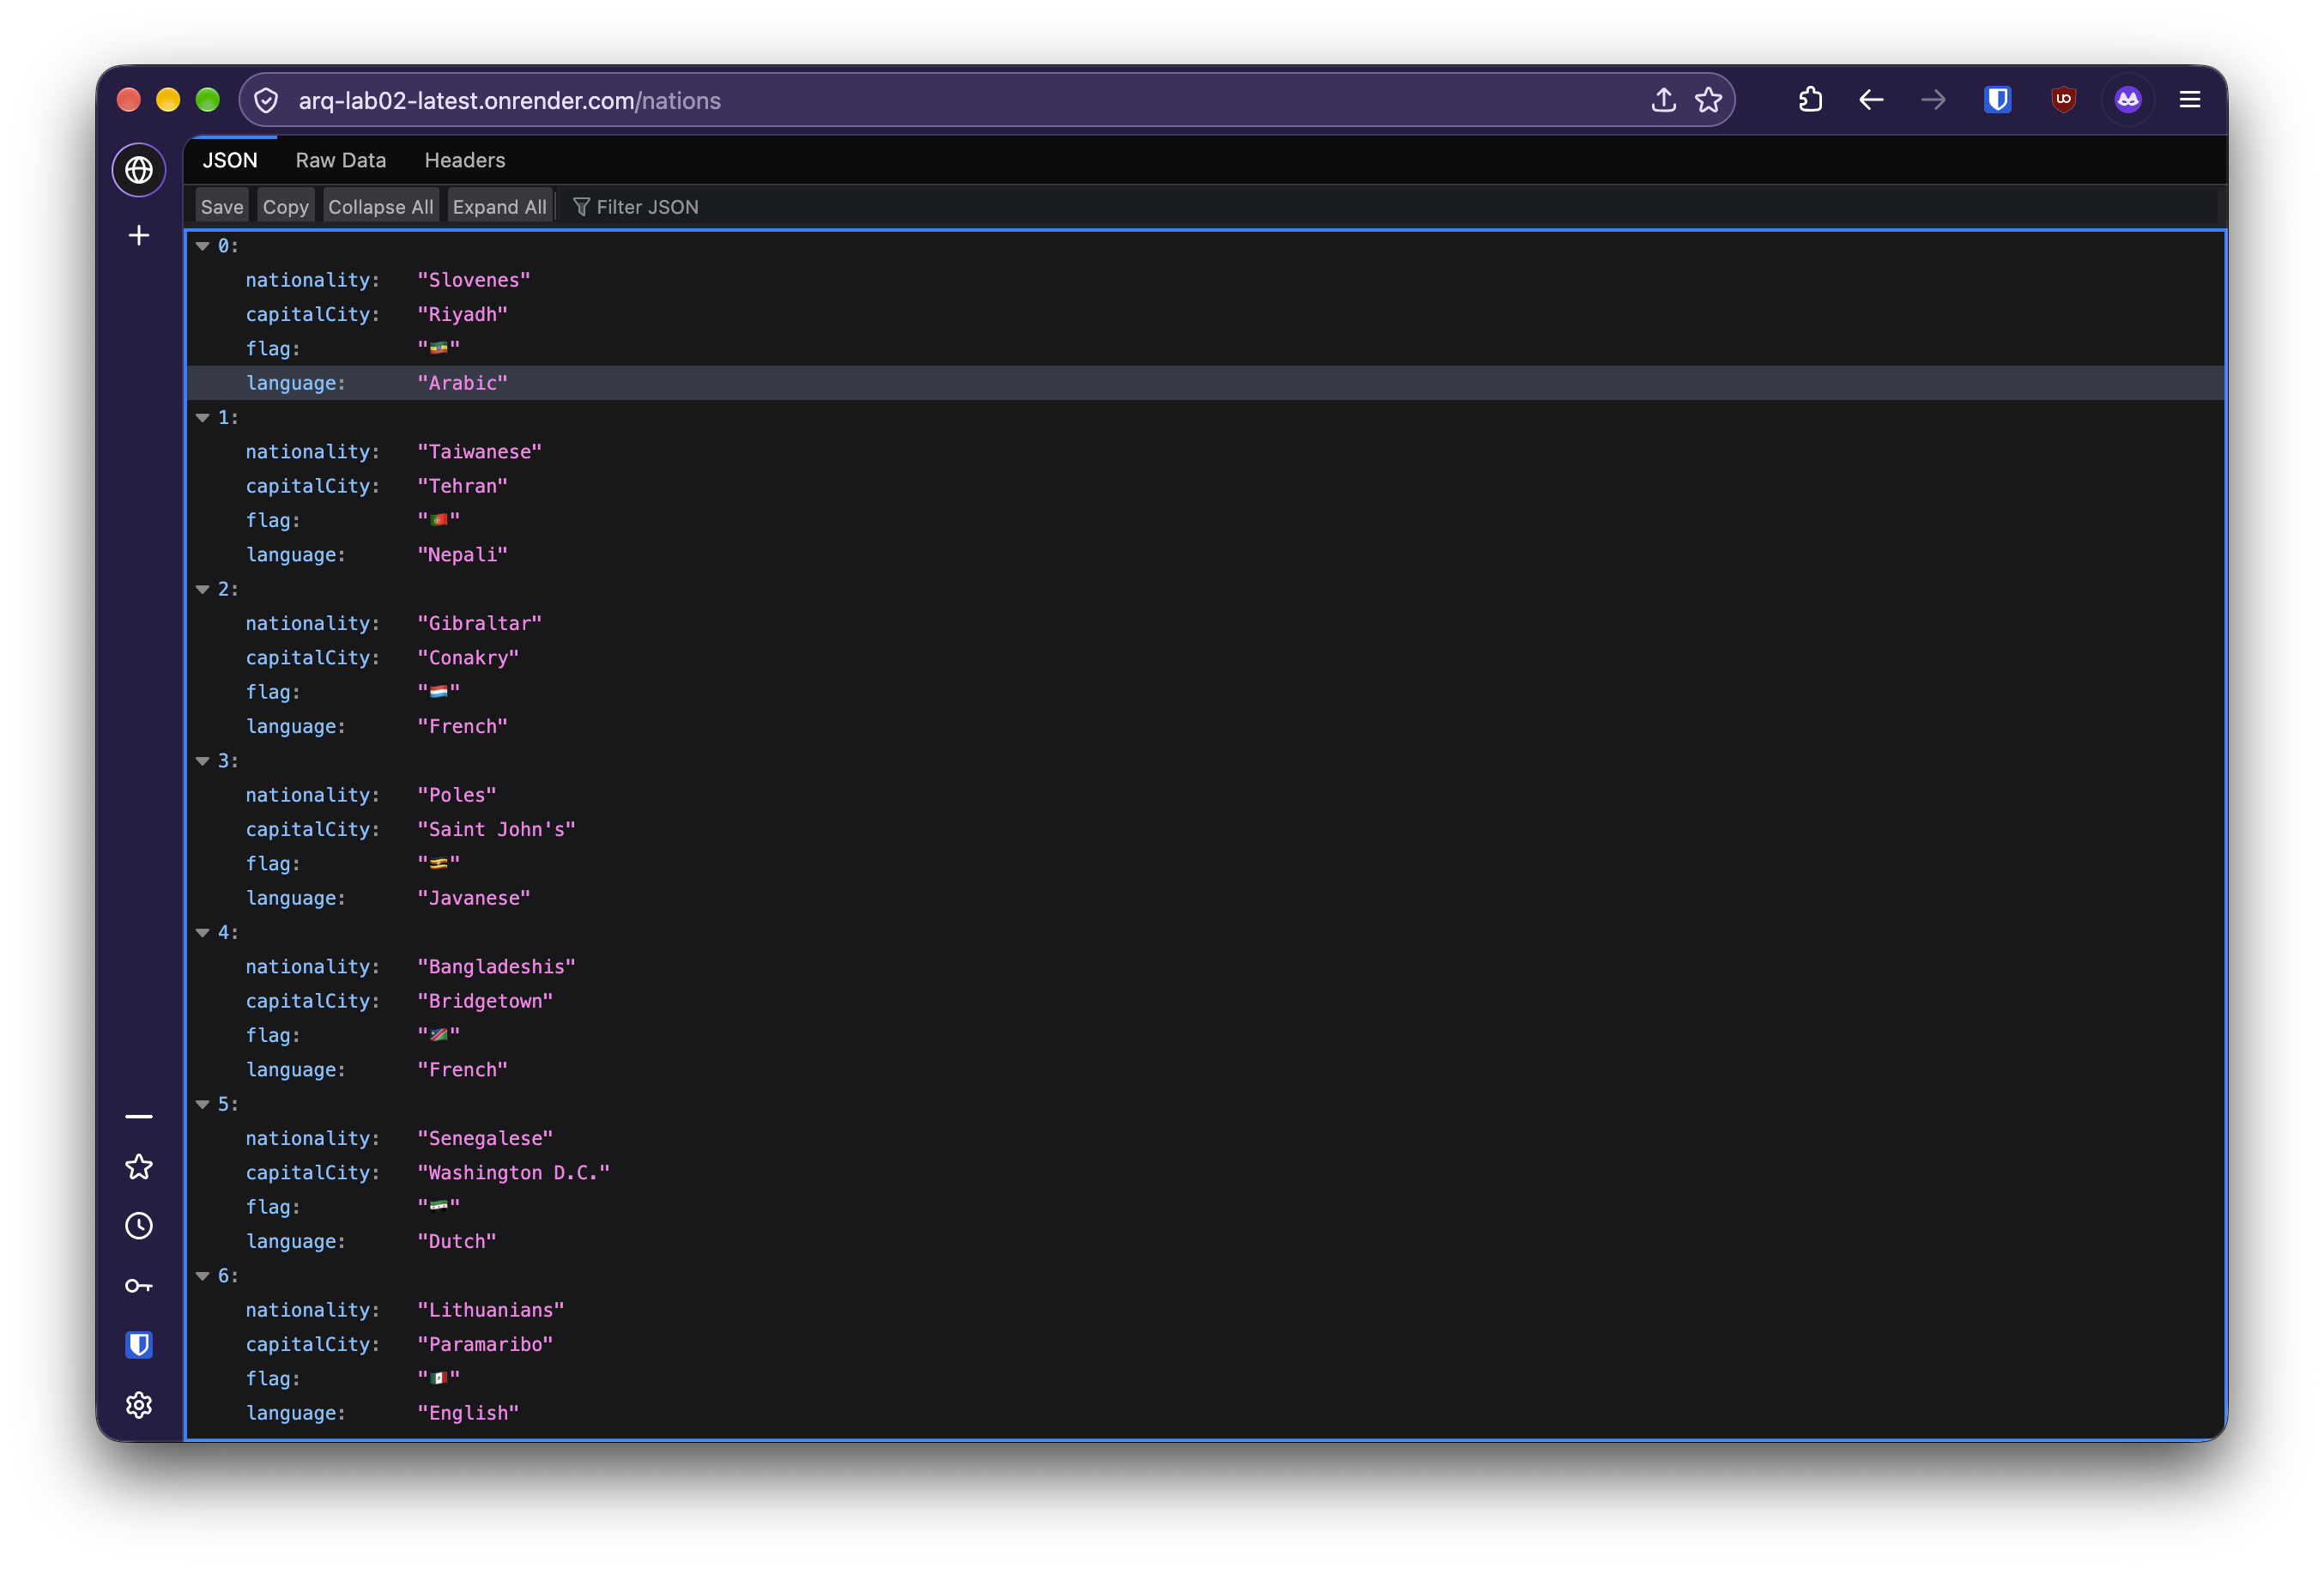 arq-lab02-latest.onrender.com/nations
JSON Raw Data Headers
Save Copy Collapse All Expand All Filter JSON
0:
nationality: "Slovenes"
capitalCity: "Riyadh"
flag: "🇪🇹"
language: "Arabic"
1:
nationality: "Taiwanese"
capitalCity: "Tehran"
flag: "🇵🇹"
language: "Nepali"
2:
nationality: "Gibraltar"
capitalCity: "Conakry"
flag: "🇱🇺"
language: "French"
3:
nationality: "Poles"
capitalCity: "Saint John's"
flag: "🇺🇬"
language: "Javanese"
4:
nationality: "Bangladeshis"
capitalCity: "Bridgetown"
flag: "🇳🇦"
language: "French"
5:
nationality: "Senegalese"
capitalCity: "Washington D.C."
flag: "🇸🇾"
language: "Dutch"
6:
nationality: "Lithuanians"
capitalCity: "Paramaribo"
flag: "🇲🇽"
language: "English"